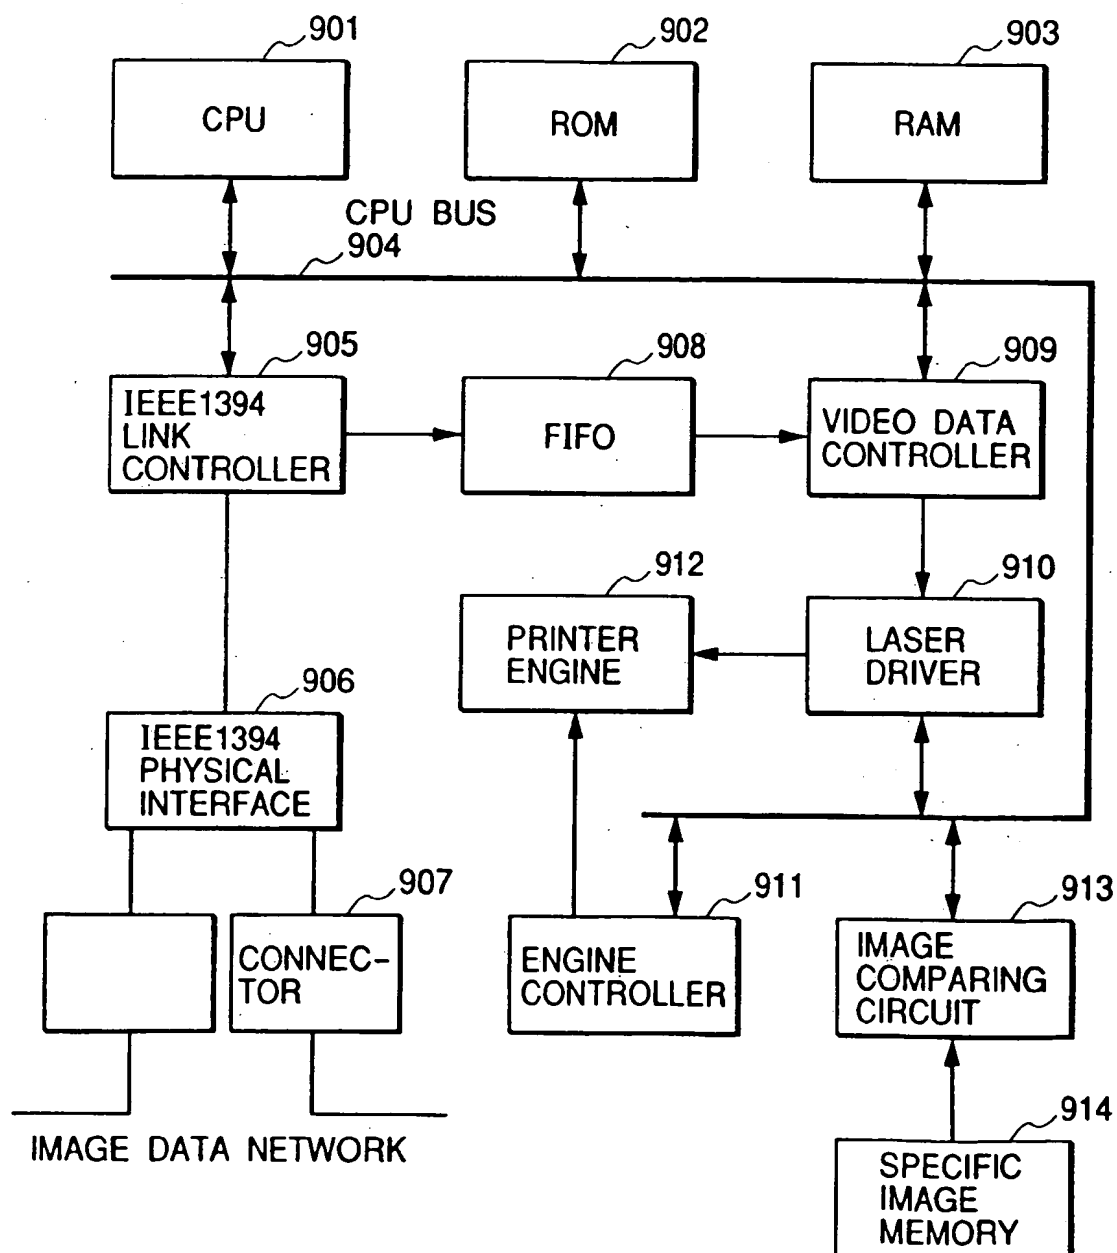 901
902
903
CPU
ROM
RAM
CPU BUS
904
905
908
909
IEEE1394
LINK
CONTROLLER
FIFO
VIDEO DATA
CONTROLLER
912
910
PRINTER
ENGINE
LASER
DRIVER
906
IEEE1394
PHYSICAL
INTERFACE
907
911
913
CONNEC-
TOR
ENGINE
CONTROLLER
IMAGE
COMPARING
CIRCUIT
914
IMAGE DATA NETWORK
SPECIFIC
IMAGE
MEMORY